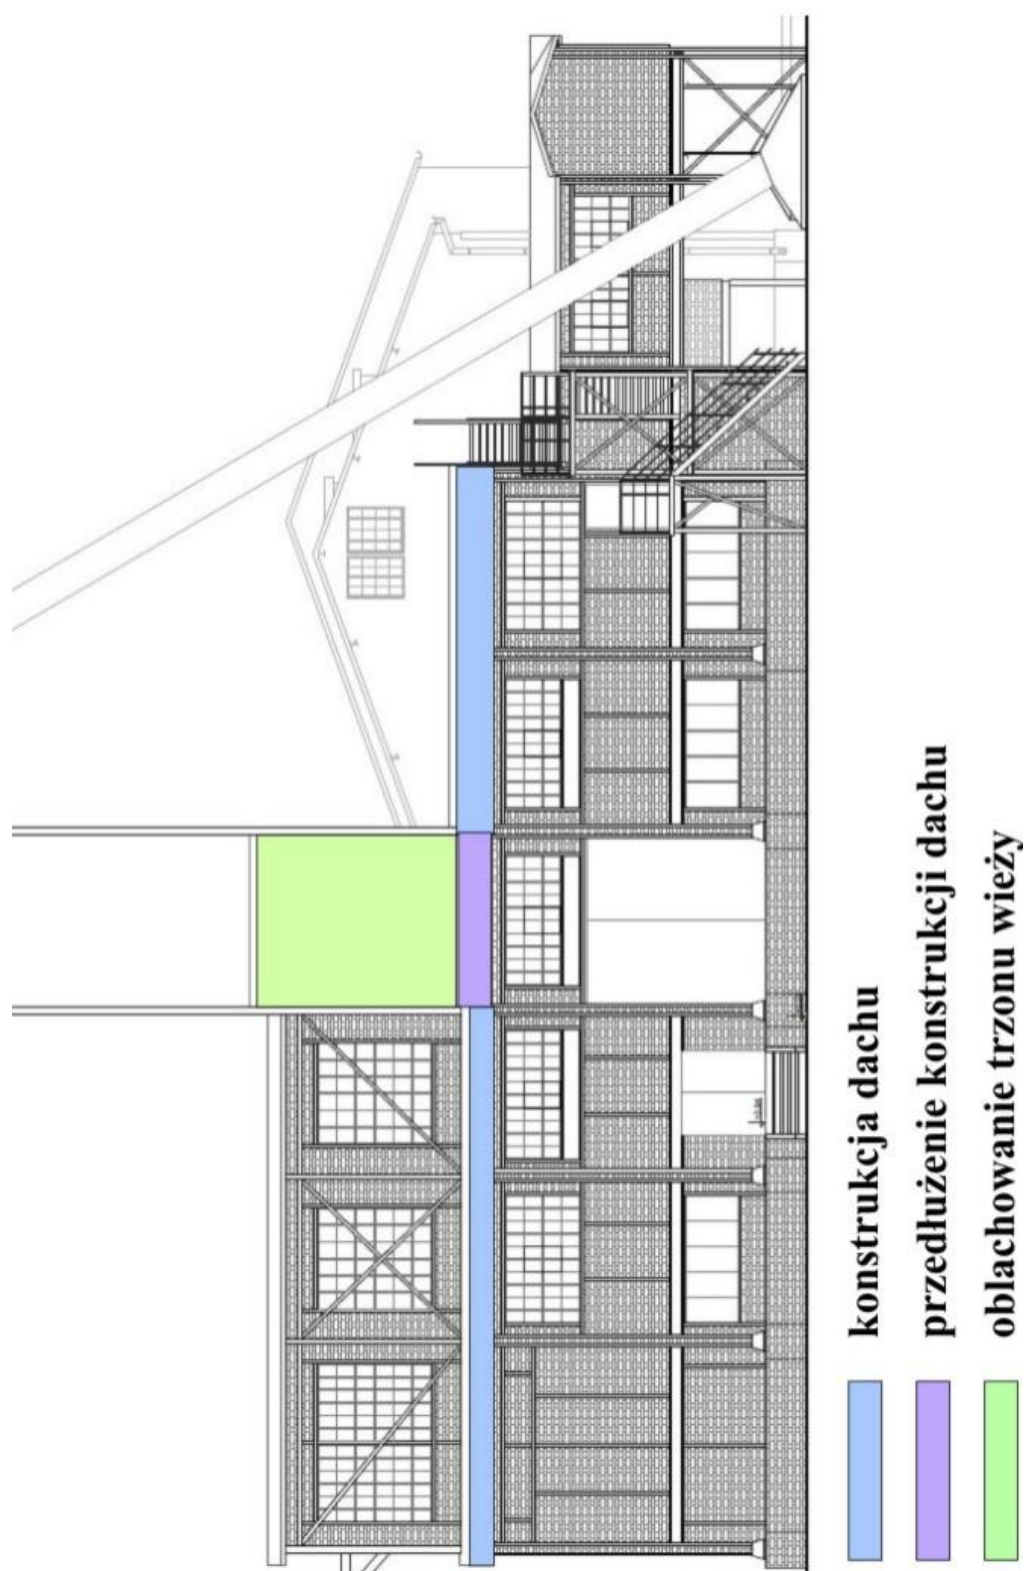 konstrukcja dachu
przedłużenie konstrukcji dachu
oblachowanie trzonu wieży